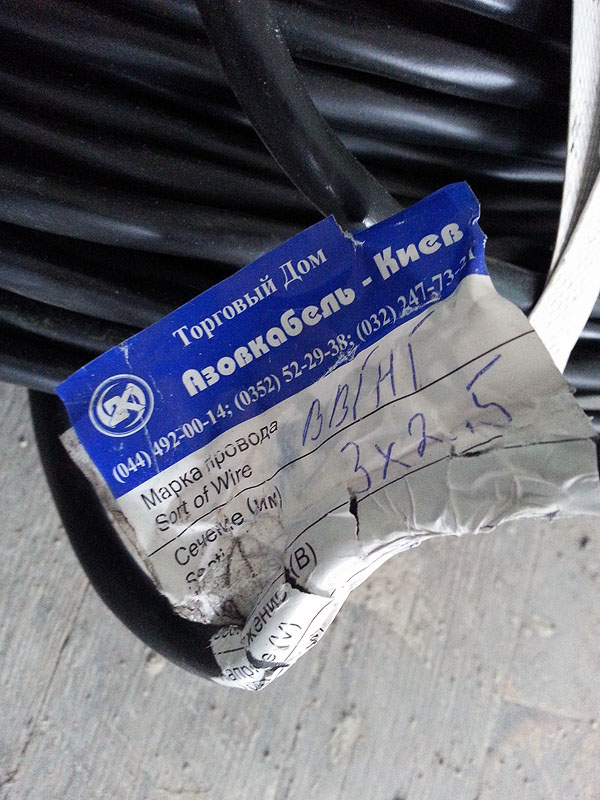 Торговый Дом
Азовкабель - Киев
(044) 492-00-14; (0352) 52-29-38; (032) 247-73-
Марка провода ВВГНГ
Sort of Wire
Сечение (мм) 3х2.5
(В)
(V)